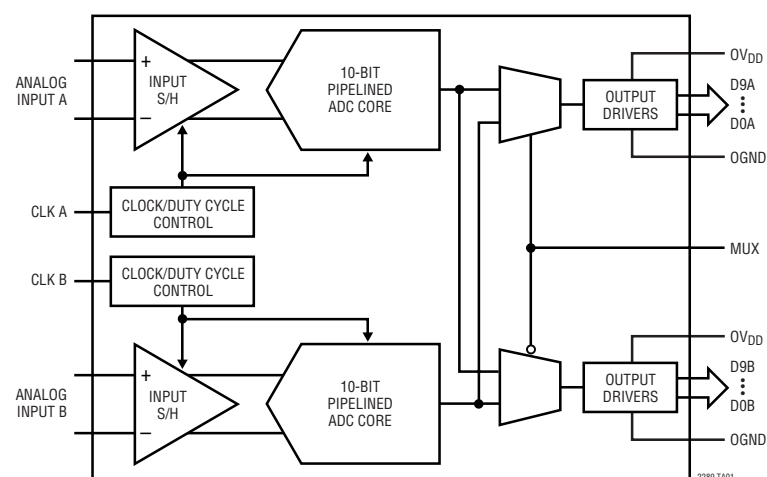 ANALOG
INPUT A
+
INPUT
S/H
–
10-BIT
PIPELINED
ADC CORE
OUTPUT
DRIVERS
OVDD
D9A
D0A
OGND
CLK A
CLOCK/DUTY CYCLE
CONTROL
MUX
CLK B
CLOCK/DUTY CYCLE
CONTROL
ANALOG
INPUT B
+
INPUT
S/H
–
10-BIT
PIPELINED
ADC CORE
OUTPUT
DRIVERS
OVDD
D9B
D0B
OGND